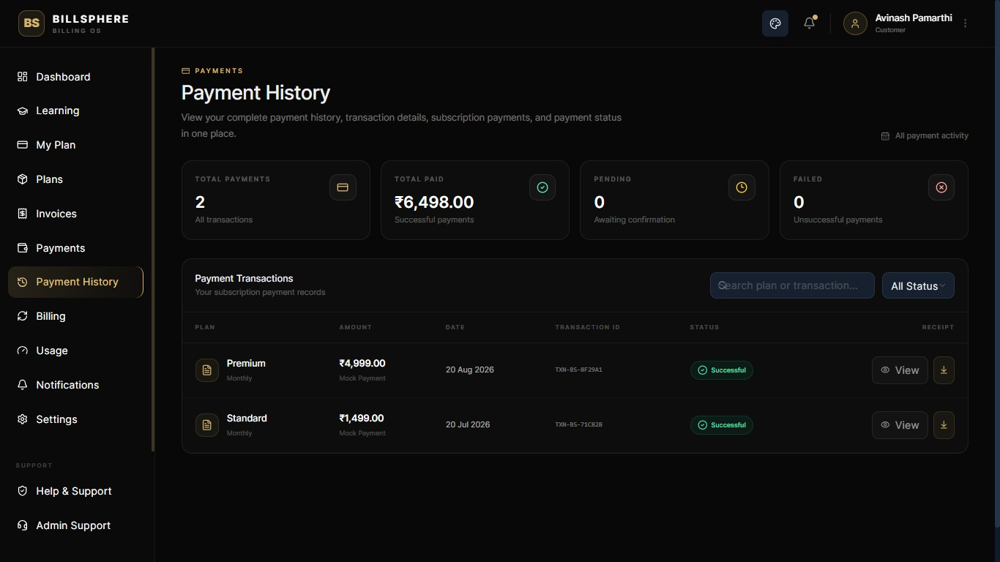 BS
BILLSPHERE
BILLING OS
Avinash Pamarthi
Customer
Dashboard
Learning
My Plan
Plans
Invoices
Payments
Payment History
Billing
Usage
Notifications
Settings
SUPPORT
Help & Support
Admin Support
PAYMENTS
Payment History
View your complete payment history, transaction details, subscription payments, and payment status
in one place.
All payment activity
TOTAL PAYMENTS
2
All transactions
TOTAL PAID
₹6,498.00
Successful payments
PENDING
0
Awaiting confirmation
FAILED
0
Unsuccessful payments
Payment Transactions
Your subscription payment records
Search plan or transaction...
All Status
PLAN AMOUNT DATE TRANSACTION ID STATUS RECEIPT
Premium ₹4,999.00 20 Aug 2026 TXN-BS-8F29A1 Successful View
Monthly Mock Payment
Standard ₹1,499.00 20 Jul 2026 TXN-BS-71C82B Successful View
Monthly Mock Payment